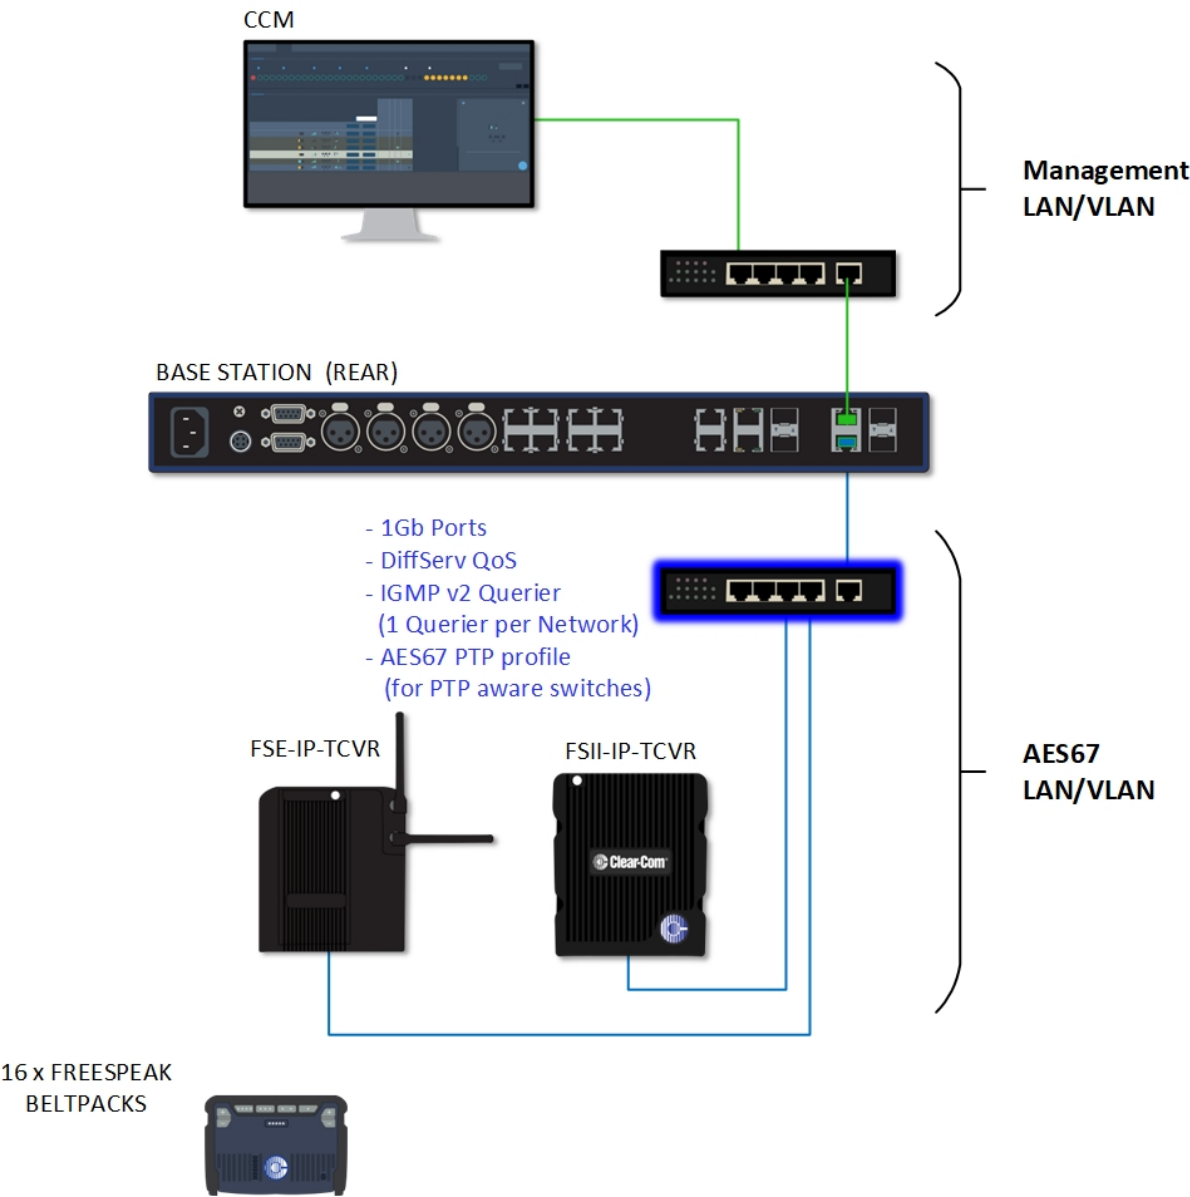 CCM
Management
LAN/VLAN
BASE STATION (REAR)
- 1Gb Ports
- DiffServ QoS
- IGMP v2 Querier
(1 Querier per Network)
- AES67 PTP profile
(for PTP aware switches)
FSE-IP-TCVR
FSII-IP-TCVR
Clear-Com
AES67
LAN/VLAN
16 x FREESPEAK
BELTPACKS